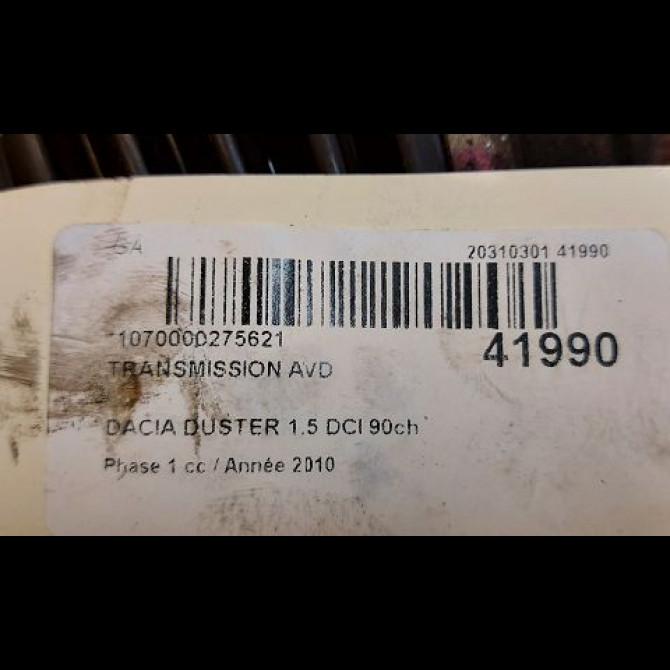 20310301 41990
1070000275621
41990
TRANSMISSION AVD
DACIA DUSTER 1.5 DCI 90ch
Phase 1 cc / Année 2010